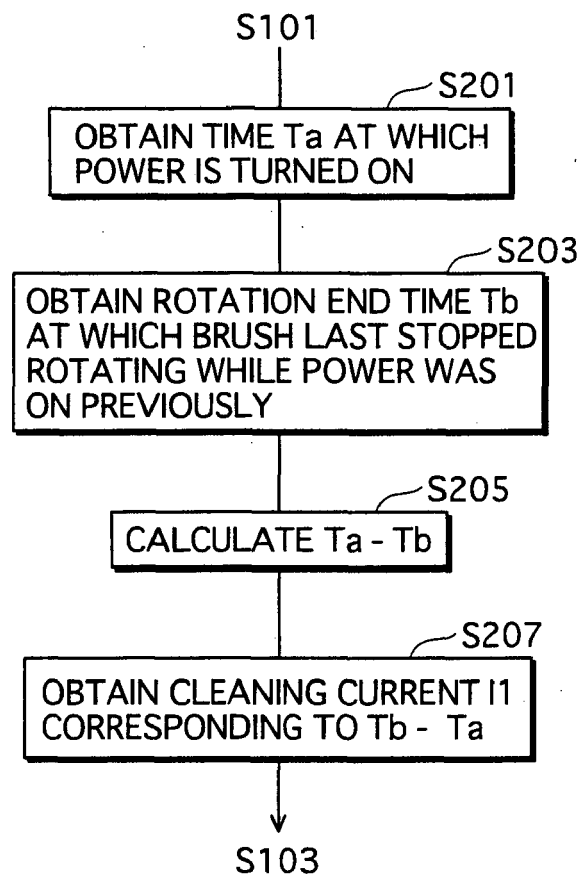 S101
S201
OBTAIN TIME Ta AT WHICH
POWER IS TURNED ON
S203
OBTAIN ROTATION END TIME Tb
AT WHICH BRUSH LAST STOPPED
ROTATING WHILE POWER WAS
ON PREVIOUSLY
S205
CALCULATE Ta - Tb
S207
OBTAIN CLEANING CURRENT I1
CORRESPONDING TO Tb - Ta
S103